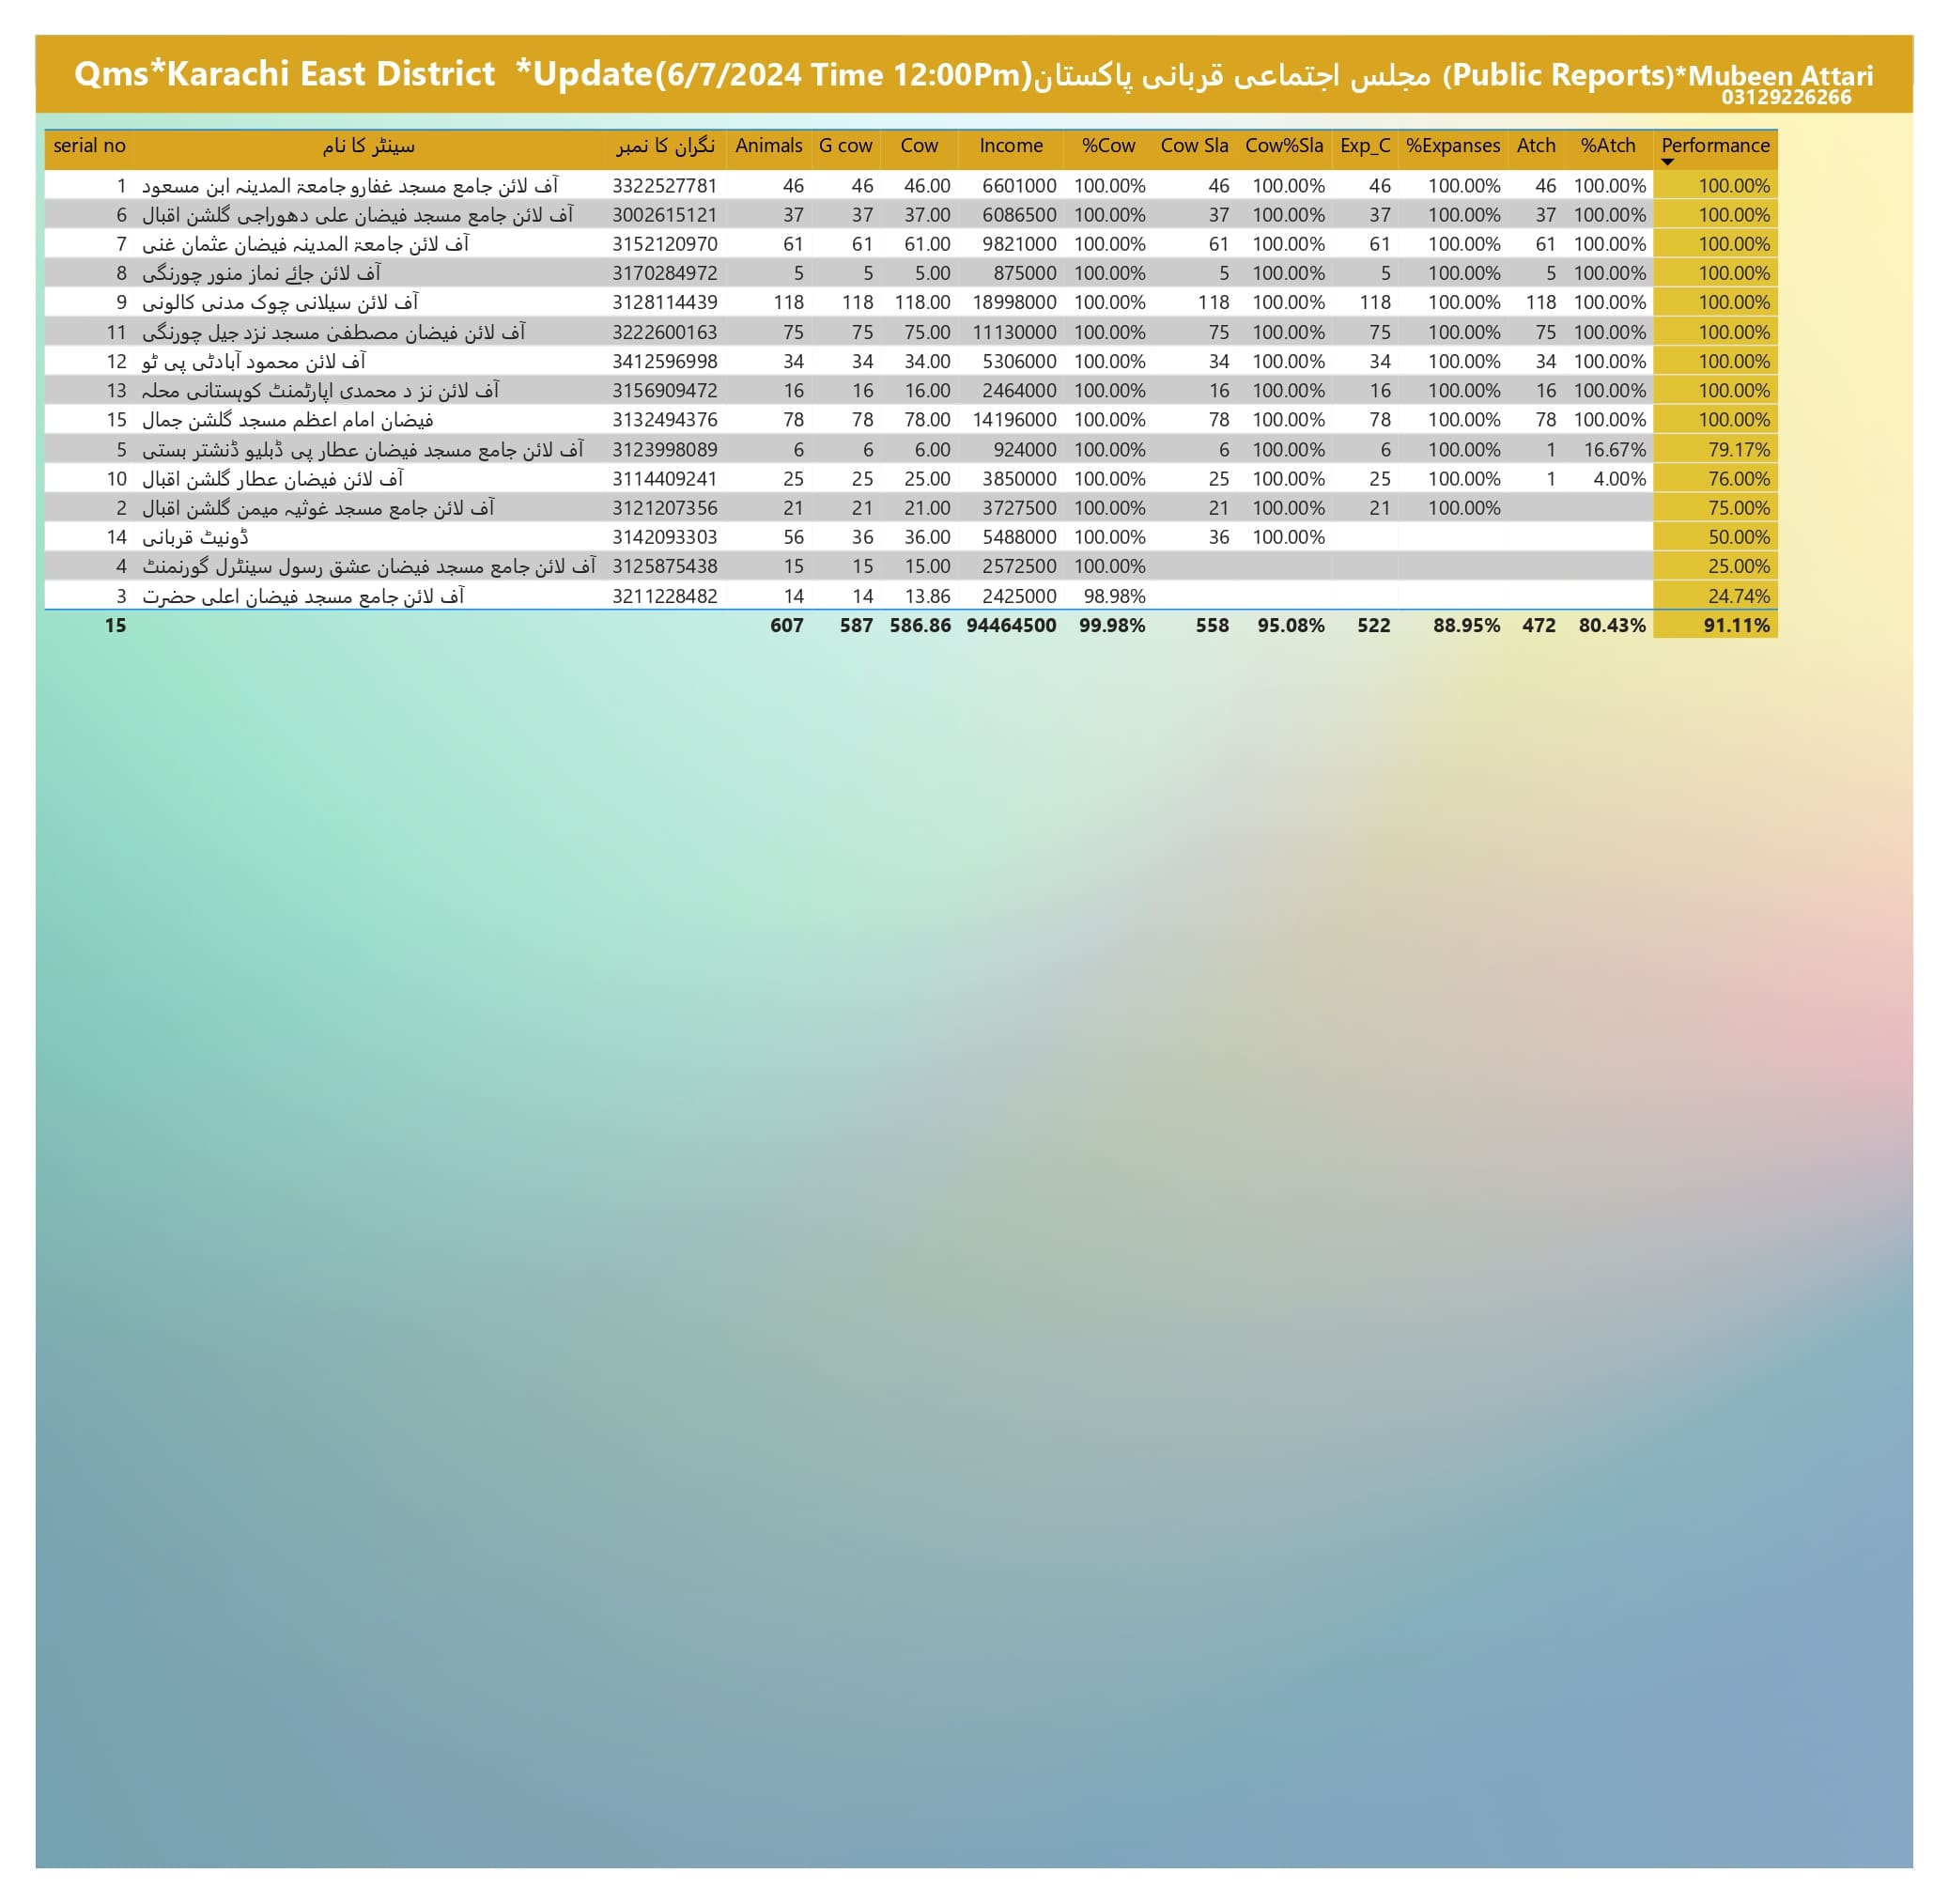 Qms*Karachi East District *Update(6/7/2024 Time 12:00Pm)مجلس اجتماعی قربانی پاکستان (Public Reports)*Mubeen Attari
03129226266
serial no سینٹر کا نام نگران کا نمبر Animals G cow Cow Income %Cow Cow Sla Cow%Sla Exp_C %Expanses Atch %Atch Performance
1 آف لائن جامع مسجد غفارو جامعۃ المدینہ ابن مسعود 3322527781 46 46 46.00 6601000 100.00% 46 100.00% 46 100.00% 46 100.00% 100.00%
6 آف لائن جامع مسجد فیضان علی دھوراجی گلشن اقبال 3002615121 37 37 37.00 6086500 100.00% 37 100.00% 37 100.00% 37 100.00% 100.00%
7 آف لائن جامعۃ المدینہ فیضان عثمان غنی 3152120970 61 61 61.00 9821000 100.00% 61 100.00% 61 100.00% 61 100.00% 100.00%
8 آف لائن جائے نماز منور چورنگی 3170284972 5 5 5.00 875000 100.00% 5 100.00% 5 100.00% 5 100.00% 100.00%
9 آف لائن سیلانی چوک مدنی کالونی 3128114439 118 118 118.00 18998000 100.00% 118 100.00% 118 100.00% 118 100.00% 100.00%
11 آف لائن فیضان مصطفیٰ مسجد نزد جیل چورنگی 3222600163 75 75 75.00 11130000 100.00% 75 100.00% 75 100.00% 75 100.00% 100.00%
12 آف لائن محمود آبادٹی پی ٹو 3412596998 34 34 34.00 5306000 100.00% 34 100.00% 34 100.00% 34 100.00% 100.00%
13 آف لائن نز د محمدی اپارٹمنٹ کوہستانی محلہ 3156909472 16 16 16.00 2464000 100.00% 16 100.00% 16 100.00% 16 100.00% 100.00%
15 فیضان امام اعظم مسجد گلشن جمال 3132494376 78 78 78.00 14196000 100.00% 78 100.00% 78 100.00% 78 100.00% 100.00%
5 آف لائن جامع مسجد فیضان عطار پی ڈبلیو ڈنشتر بستی 3123998089 6 6 6.00 924000 100.00% 6 100.00% 6 100.00% 1 16.67% 79.17%
10 آف لائن فیضان عطار گلشن اقبال 3114409241 25 25 25.00 3850000 100.00% 25 100.00% 25 100.00% 1 4.00% 76.00%
2 آف لائن جامع مسجد غوثیہ میمن گلشن اقبال 3121207356 21 21 21.00 3727500 100.00% 21 100.00% 21 100.00% 75.00%
14 ڈونیٹ قربانی 3142093303 56 36 36.00 5488000 100.00% 36 100.00% 50.00%
4 آف لائن جامع مسجد فیضان عشق رسول سینٹرل گورنمنٹ 3125875438 15 15 15.00 2572500 100.00% 25.00%
3 آف لائن جامع مسجد فیضان اعلی حضرت 3211228482 14 14 13.86 2425000 98.98% 24.74%
15 607 587 586.86 94464500 99.98% 558 95.08% 522 88.95% 472 80.43% 91.11%